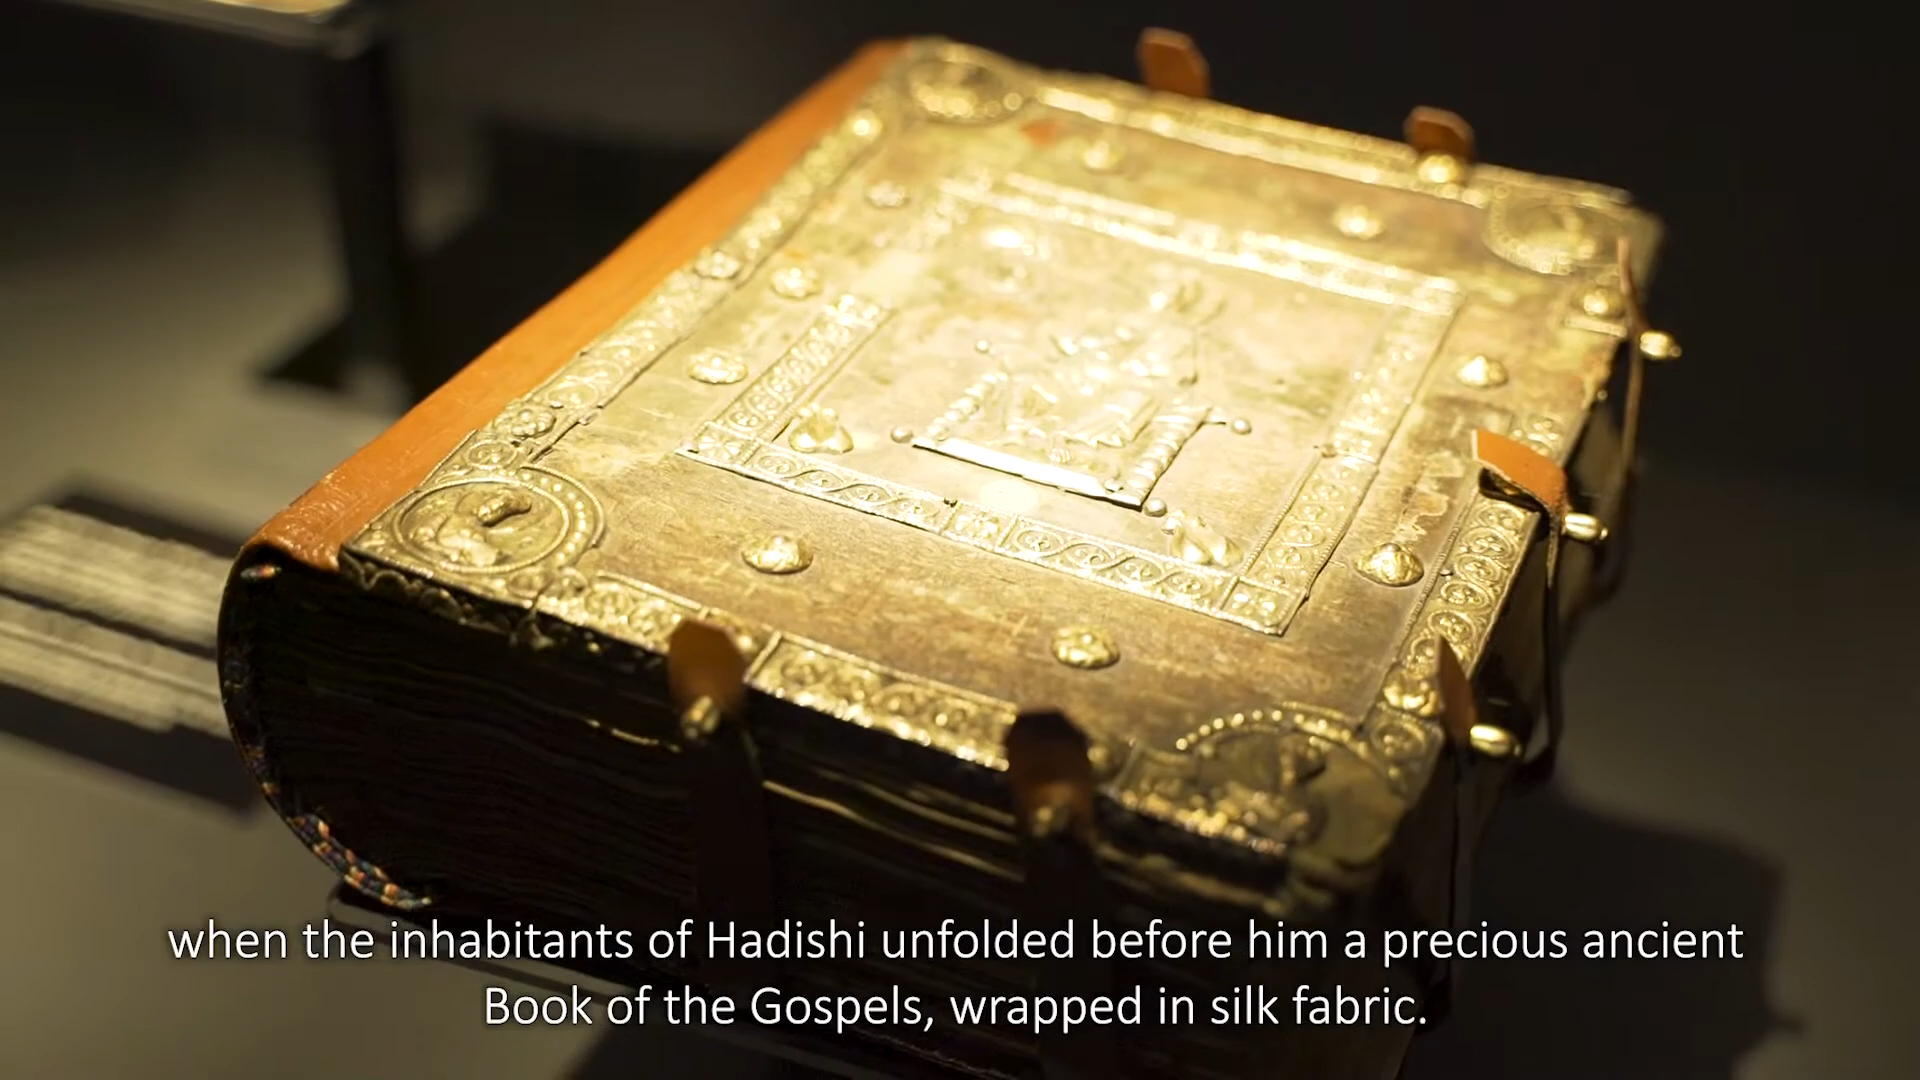 when the inhabitants of Hadishi unfolded before him a precious ancient
Book of the Gospels, wrapped in silk fabric.